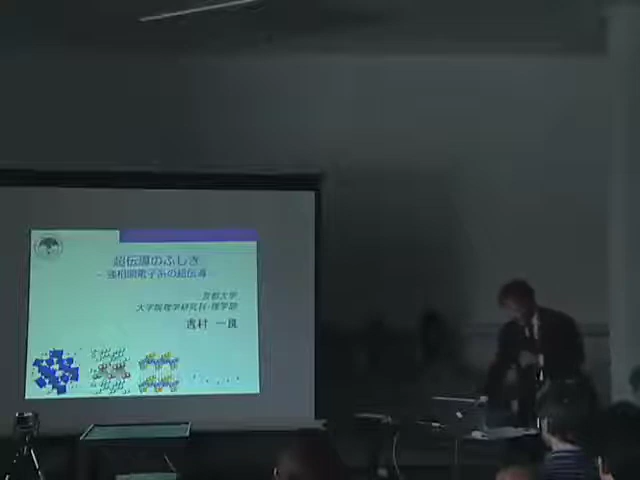 超伝導のふしぎ
- 強相関電子系の超伝導
京都大学
大学院理学研究科・理学部
吉村 一良